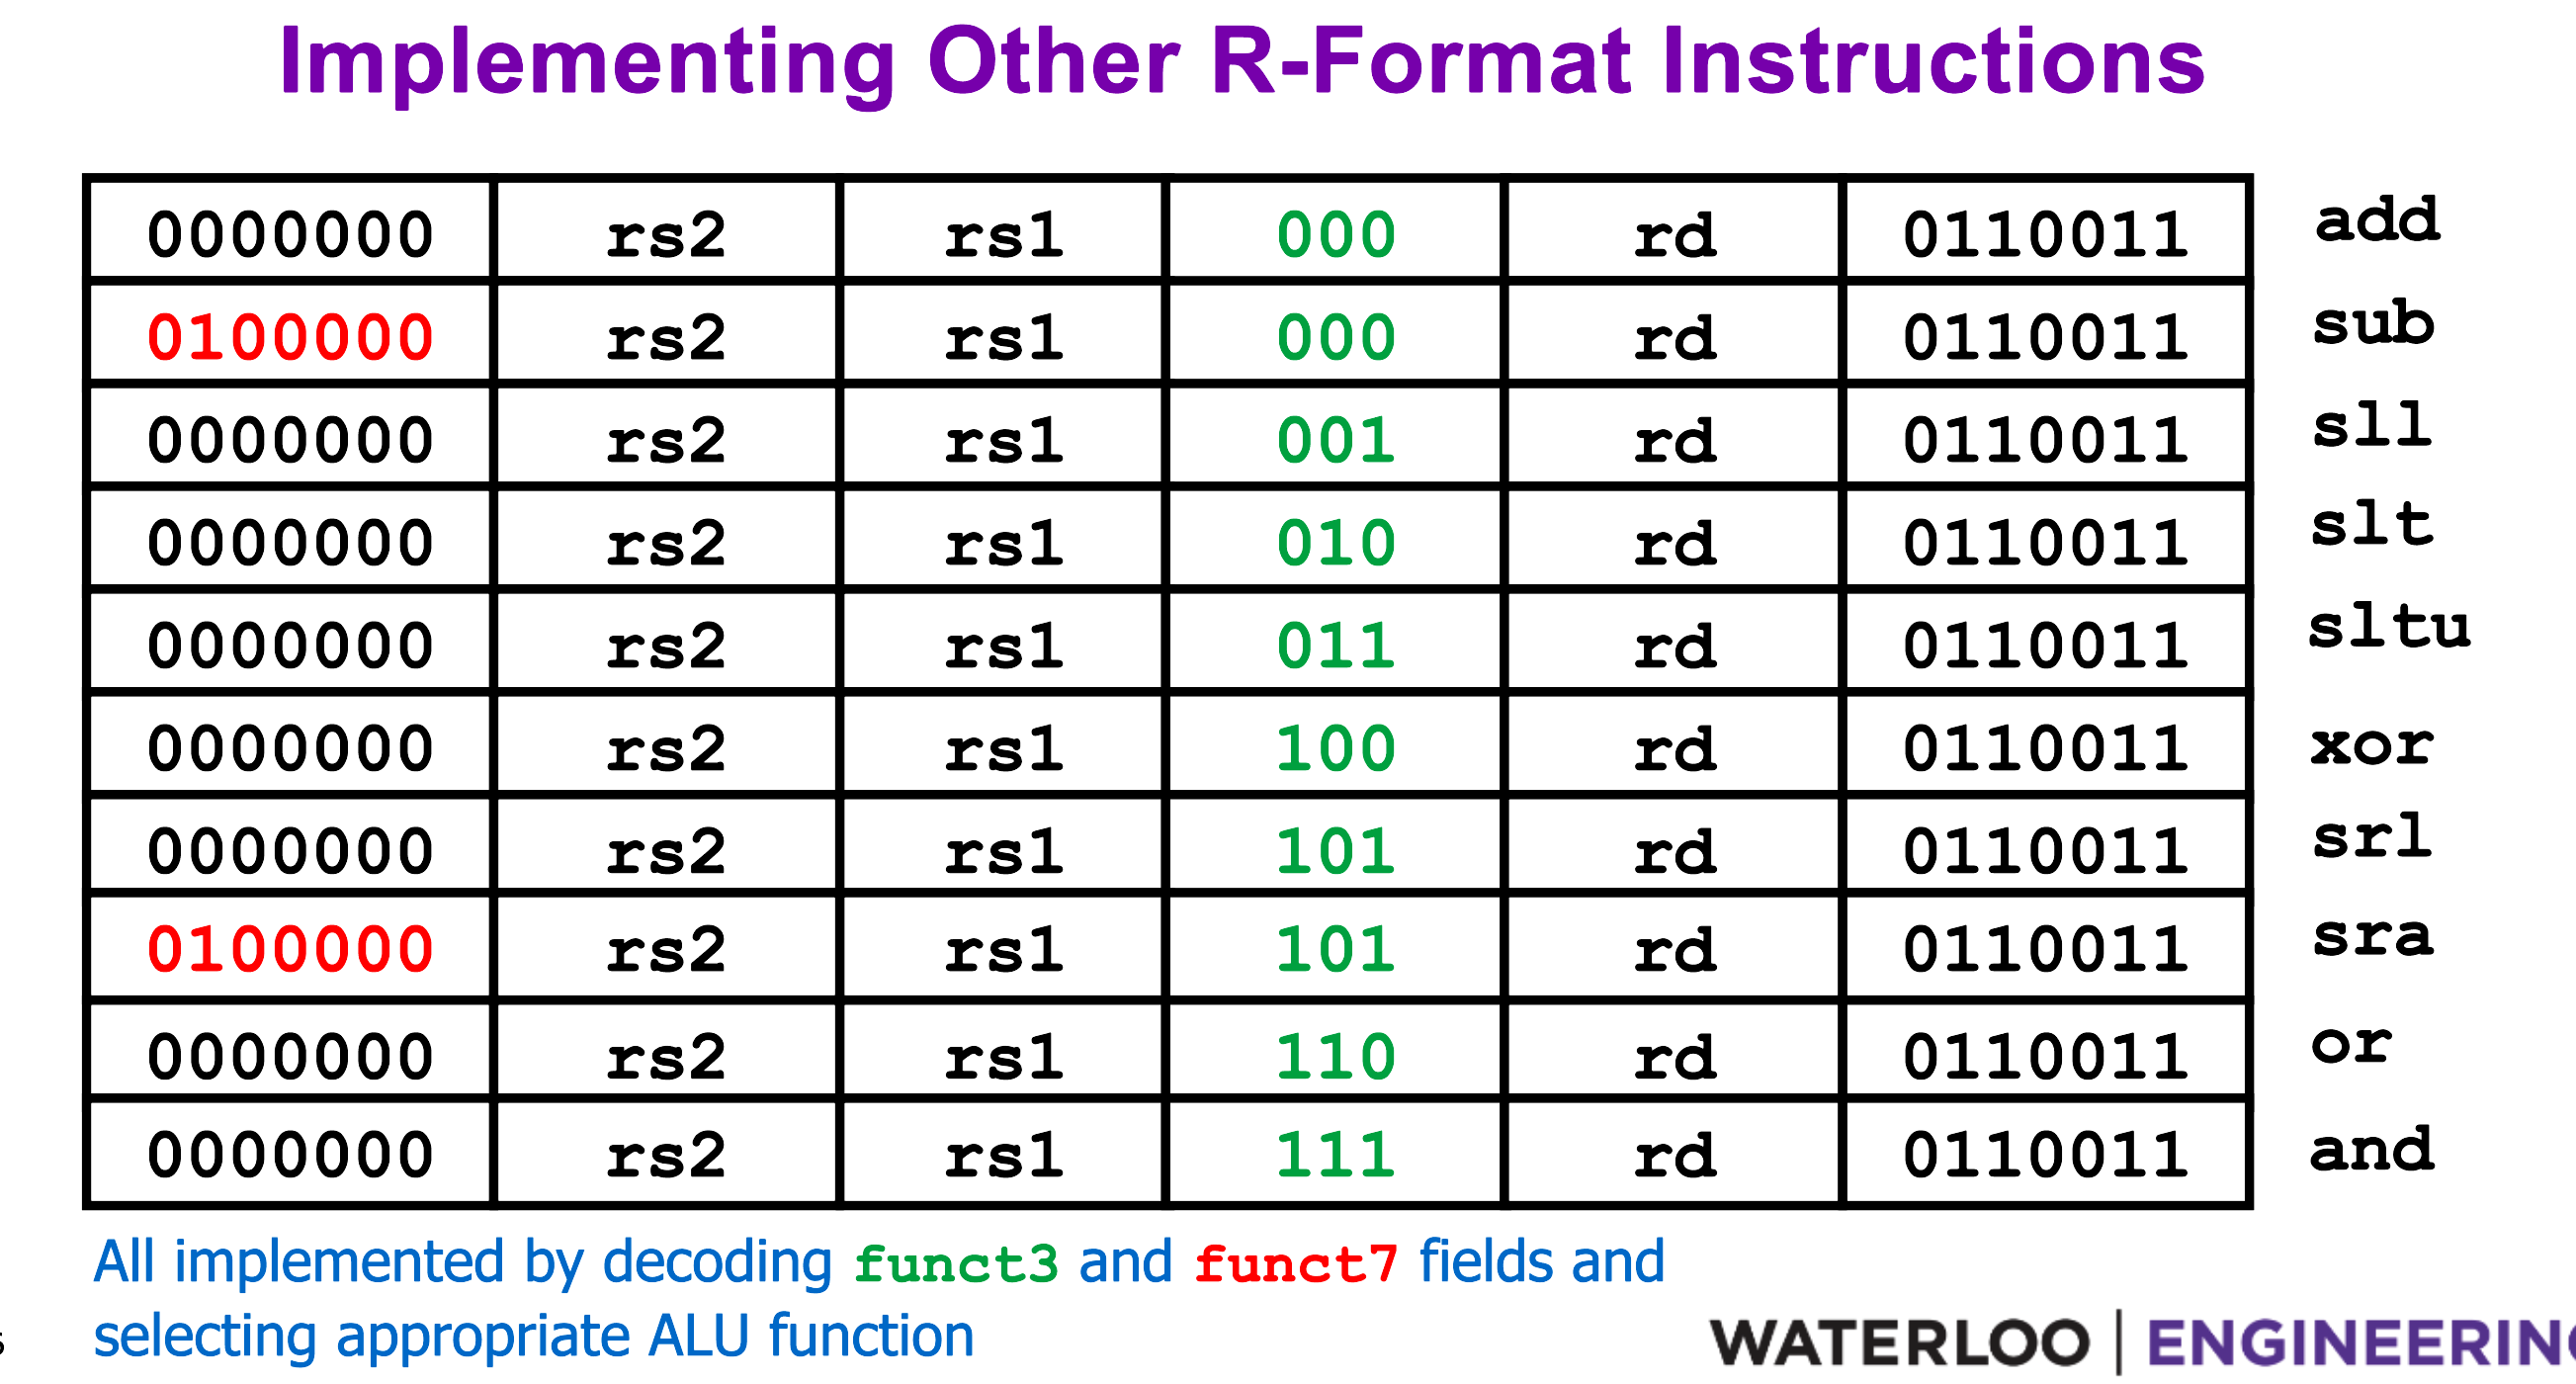 Implementing Other R-Format Instructions
0000000 rs2 rs1 000 rd 0110011 add
0100000 rs2 rs1 000 rd 0110011 sub
0000000 rs2 rs1 001 rd 0110011 sll
0000000 rs2 rs1 010 rd 0110011 slt
0000000 rs2 rs1 011 rd 0110011 sltu
0000000 rs2 rs1 100 rd 0110011 xor
0000000 rs2 rs1 101 rd 0110011 srl
0100000 rs2 rs1 101 rd 0110011 sra
0000000 rs2 rs1 110 rd 0110011 or
0000000 rs2 rs1 111 rd 0110011 and
All implemented by decoding funct3 and funct7 fields and
selecting appropriate ALU function
WATERLOO | ENGINEERING